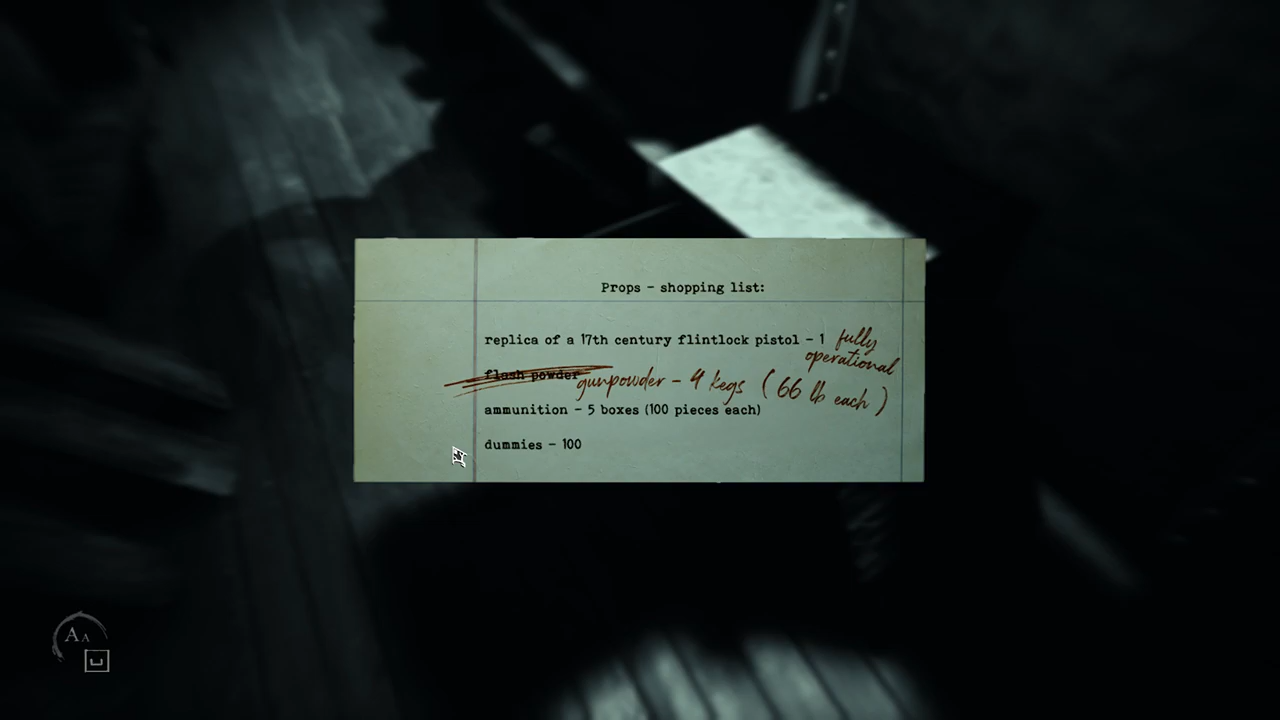 Props - shopping list:
replica of a 17th century flintlock pistol - 1 fully
operational
flash powder gunpowder - 4 kegs (66 lb each)
ammunition - 5 boxes (100 pieces each)
dummies - 100
AA